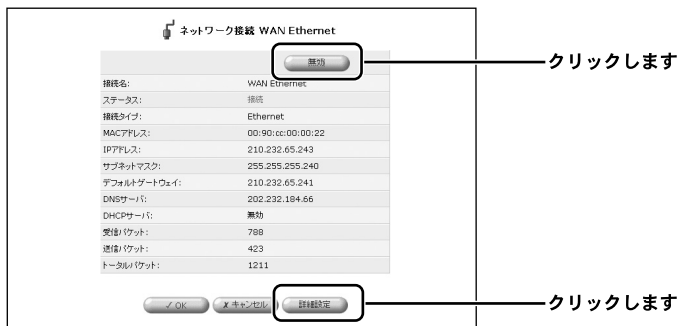 ネットワーク接続 WAN Ethernet
無効
クリックします
接続名: WAN Ethernet
ステータス: 接続
接続タイプ: Ethernet
MACアドレス: 00:90:cc:00:00:22
IPアドレス: 210.232.65.243
サブネットマスク: 255.255.255.240
デフォルトゲートウェイ: 210.232.65.241
DNSサーバ: 202.232.184.66
DHCPサーバ: 無効
受信パケット: 788
送信パケット: 423
トータルパケット: 1211
✓ OK ✗ キャンセル 詳細設定
クリックします